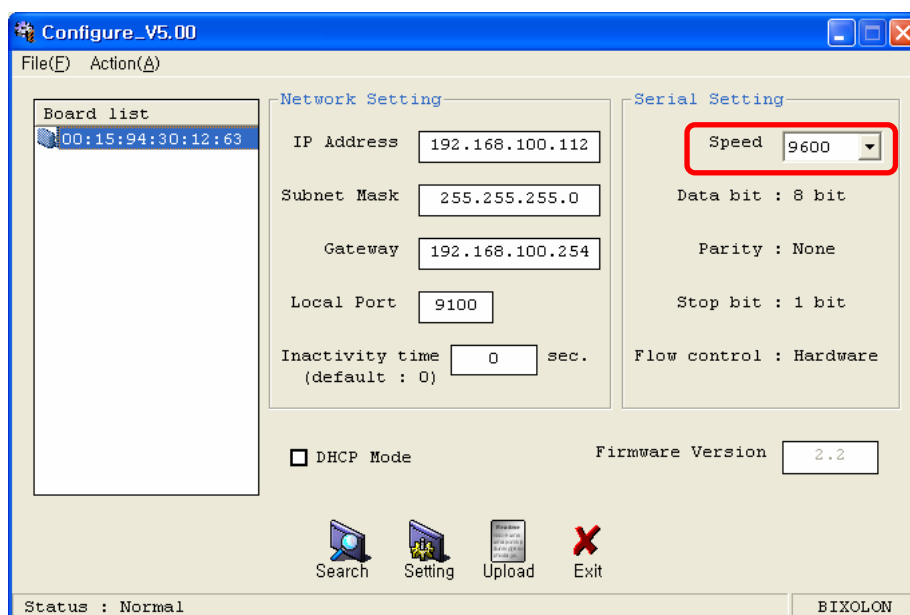 Configure_V5.00
File(F) Action(A)
Board list
00:15:94:30:12:63
Network Setting
IP Address 192.168.100.112
Subnet Mask 255.255.255.0
Gateway 192.168.100.254
Local Port 9100
Inactivity time 0 sec.
(default : 0)
Serial Setting
Speed 9600
Data bit : 8 bit
Parity : None
Stop bit : 1 bit
Flow control : Hardware
DHCP Mode
Firmware Version 2.2
Search Setting Upload Exit
Status : Normal BIXOLON